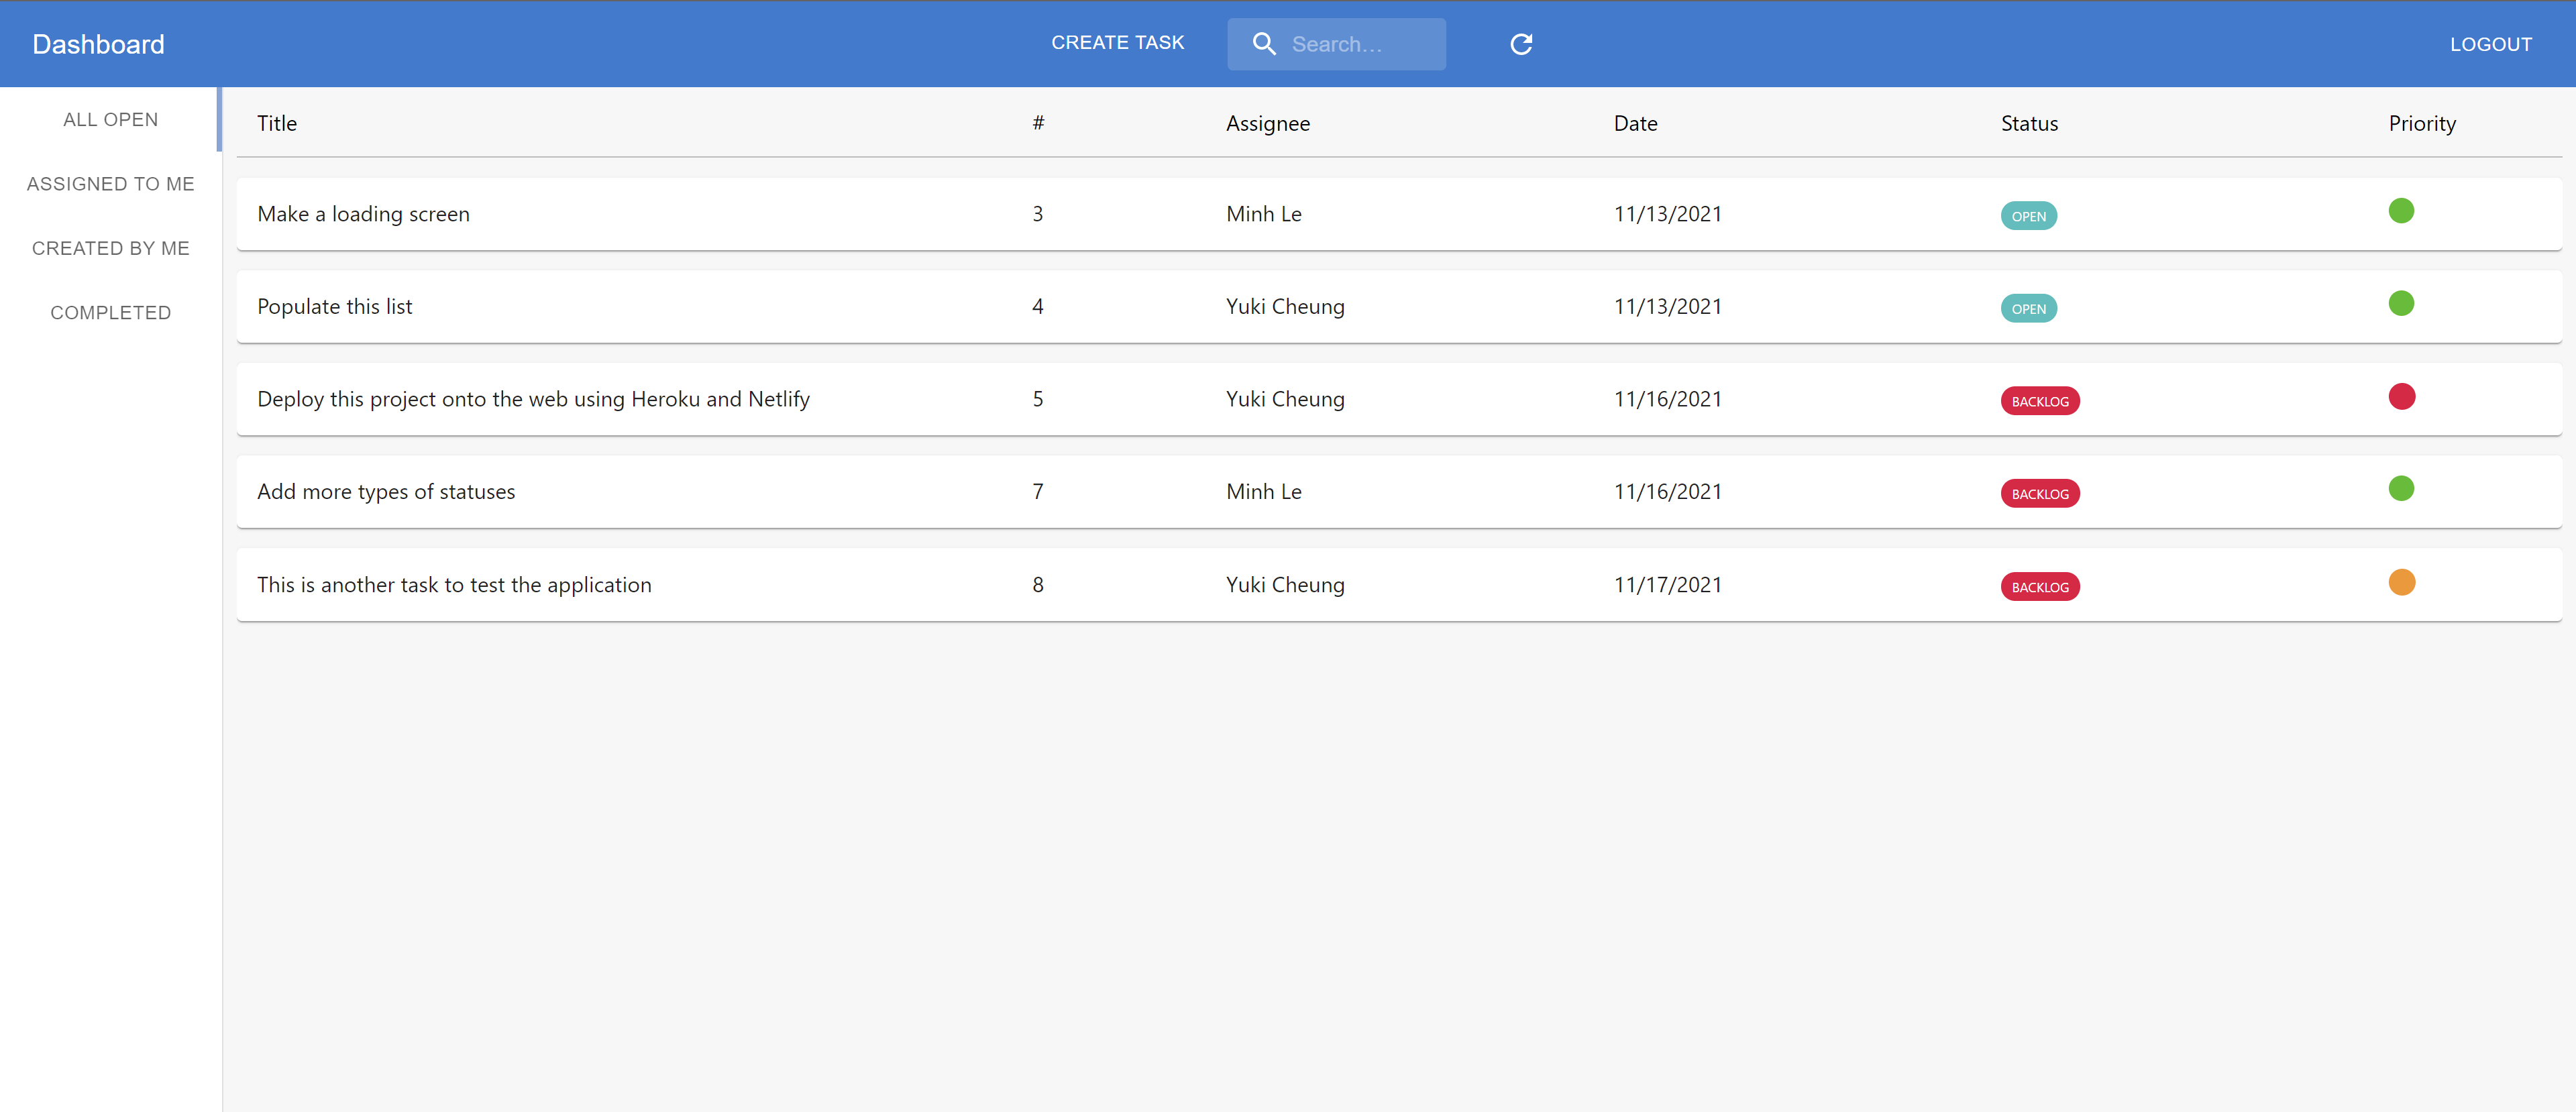 Dashboard CREATE TASK Search... LOGOUT
ALL OPEN
ASSIGNED TO ME
CREATED BY ME
COMPLETED
Title # Assignee Date Status Priority
Make a loading screen 3 Minh Le 11/13/2021 OPEN
Populate this list 4 Yuki Cheung 11/13/2021 OPEN
Deploy this project onto the web using Heroku and Netlify 5 Yuki Cheung 11/16/2021 BACKLOG
Add more types of statuses 7 Minh Le 11/16/2021 BACKLOG
This is another task to test the application 8 Yuki Cheung 11/17/2021 BACKLOG